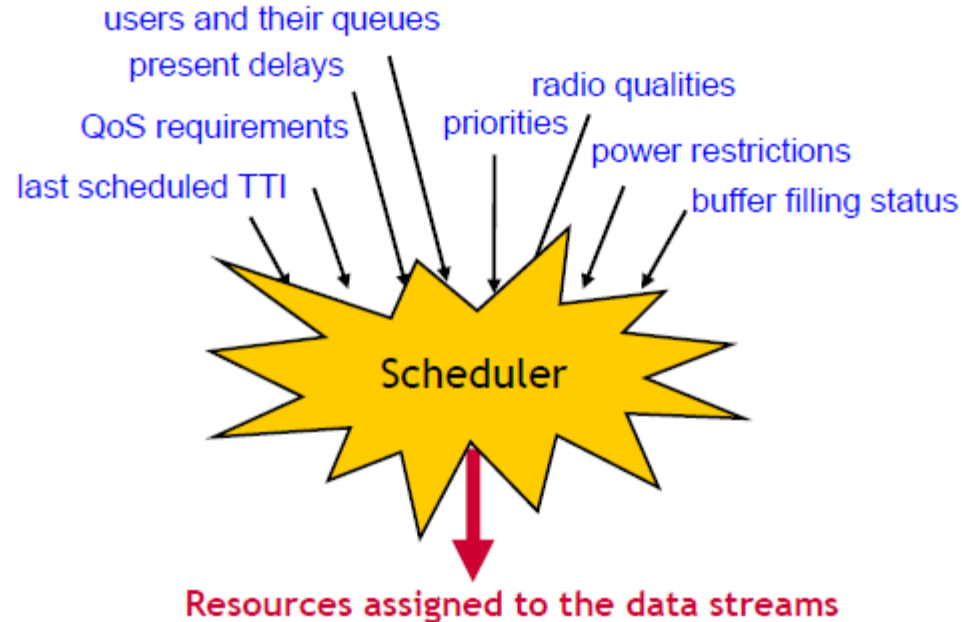 users and their queues
present delays
radio qualities
QoS requirements
priorities
power restrictions
last scheduled TTI
buffer filling status
Scheduler
Resources assigned to the data streams